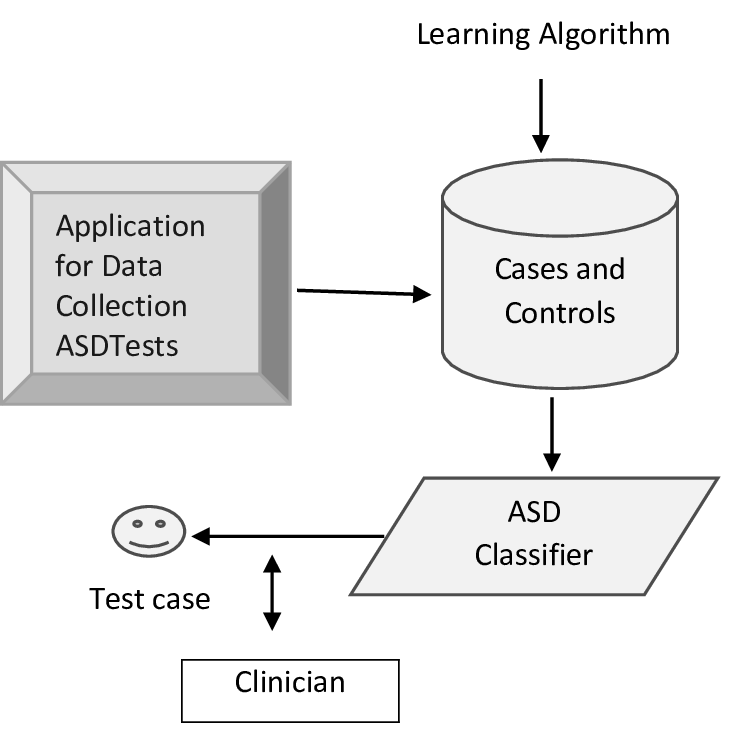 Learning Algorithm
Application
for Data
Collection
ASDTests
Cases and
Controls
ASD
Classifier
Test case
Clinician